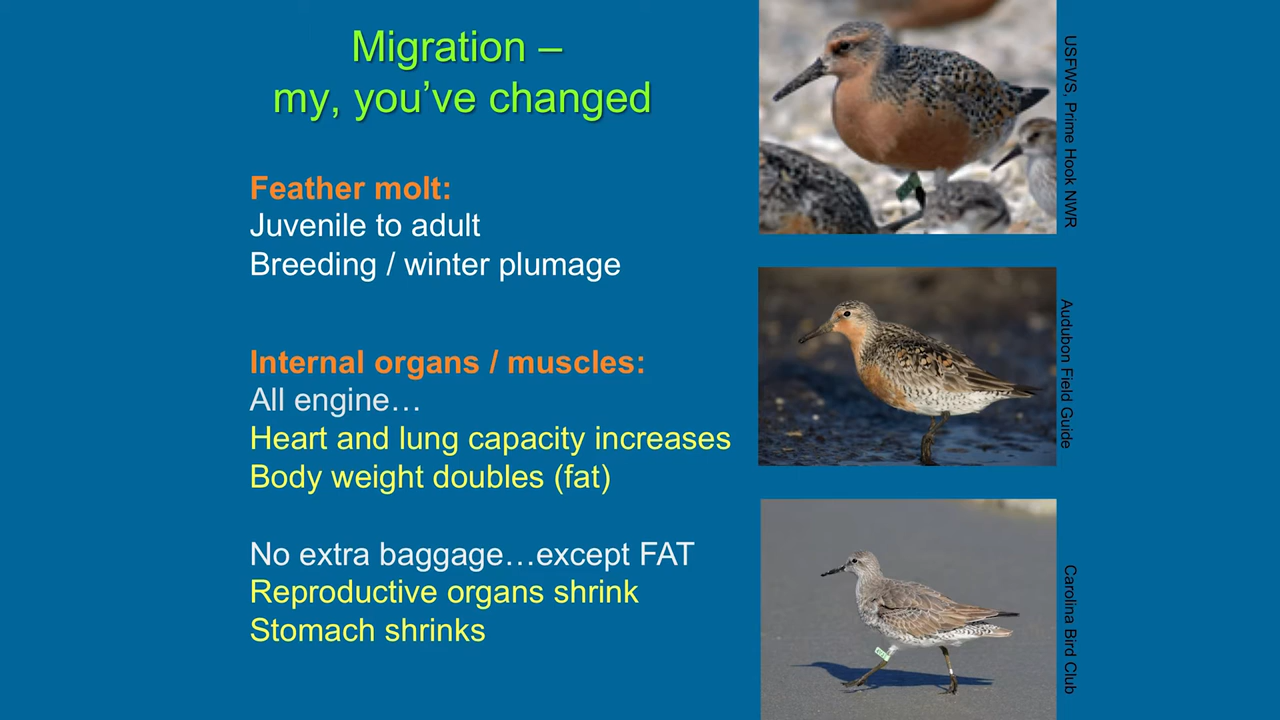 Migration –
my, you’ve changed
Feather molt:
Juvenile to adult
Breeding / winter plumage
Internal organs / muscles:
All engine…
Heart and lung capacity increases
Body weight doubles (fat)
No extra baggage…except FAT
Reproductive organs shrink
Stomach shrinks
USFWS, Prime Hook NWR
Audubon Field Guide
Carolina Bird Club